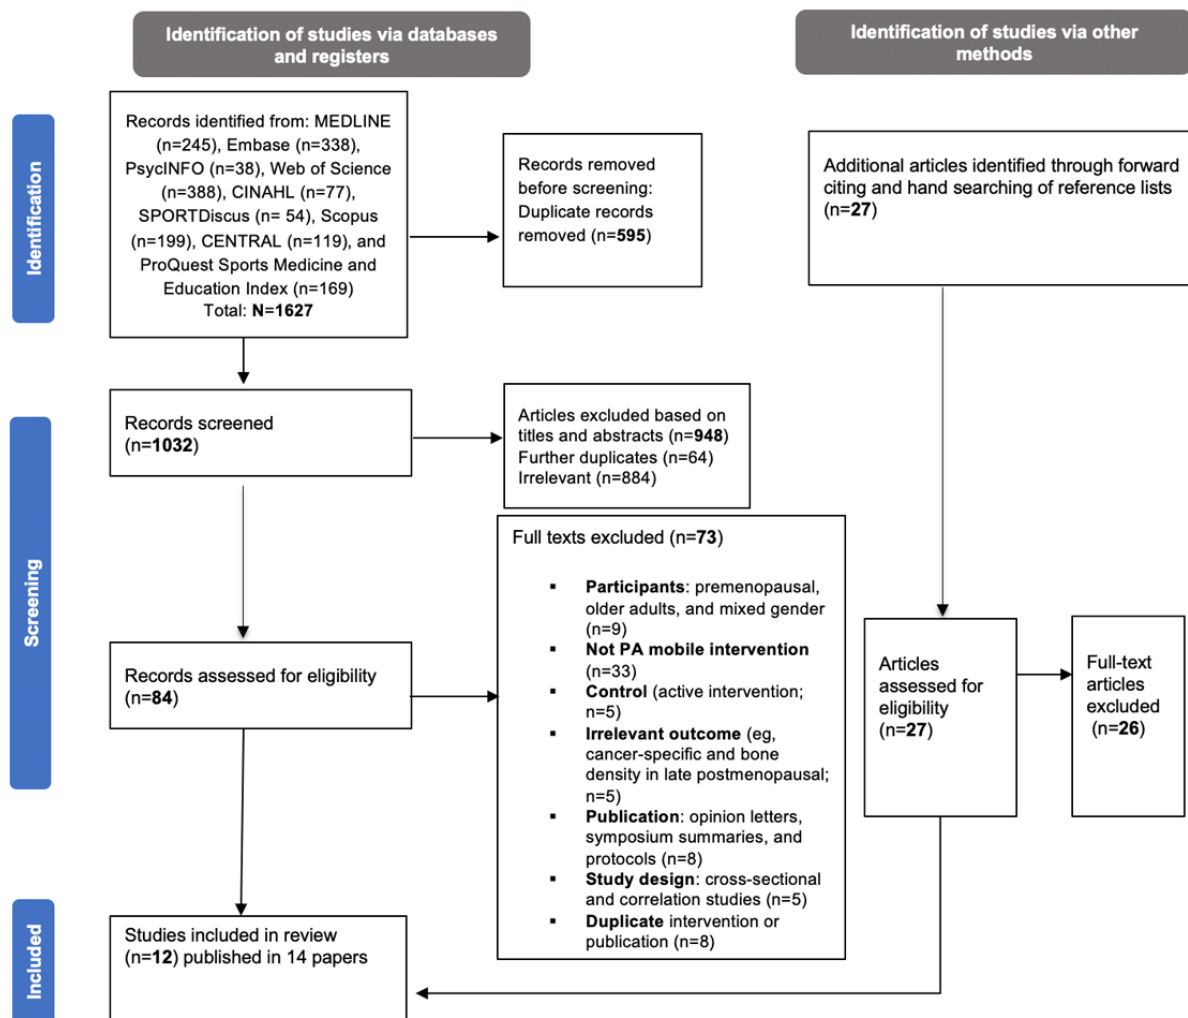 Identification of studies via databases
and registers
Identification of studies via other
methods
Identification
Records identified from: MEDLINE
(n=245), Embase (n=338),
PsycINFO (n=38), Web of Science
(n=388), CINAHL (n=77),
SPORTDiscus (n= 54), Scopus
(n=199), CENTRAL (n=119), and
ProQuest Sports Medicine and
Education Index (n=169)
Total: N=1627
Records removed
before screening:
Duplicate records
removed (n=595)
Additional articles identified through forward
citing and hand searching of reference lists
(n=27)
Screening
Records screened
(n=1032)
Articles excluded based on
titles and abstracts (n=948)
Further duplicates (n=64)
Irrelevant (n=884)
Records assessed for eligibility
(n=84)
Full texts excluded (n=73)
▪ Participants: premenopausal,
older adults, and mixed gender
(n=9)
▪ Not PA mobile intervention
(n=33)
▪ Control (active intervention;
n=5)
▪ Irrelevant outcome (eg,
cancer-specific and bone
density in late postmenopausal;
n=5)
▪ Publication: opinion letters,
symposium summaries, and
protocols (n=8)
▪ Study design: cross-sectional
and correlation studies (n=5)
▪ Duplicate intervention or
publication (n=8)
Articles
assessed for
eligibility
(n=27)
Full-text
articles
excluded
(n=26)
Included
Studies included in review
(n=12) published in 14 papers